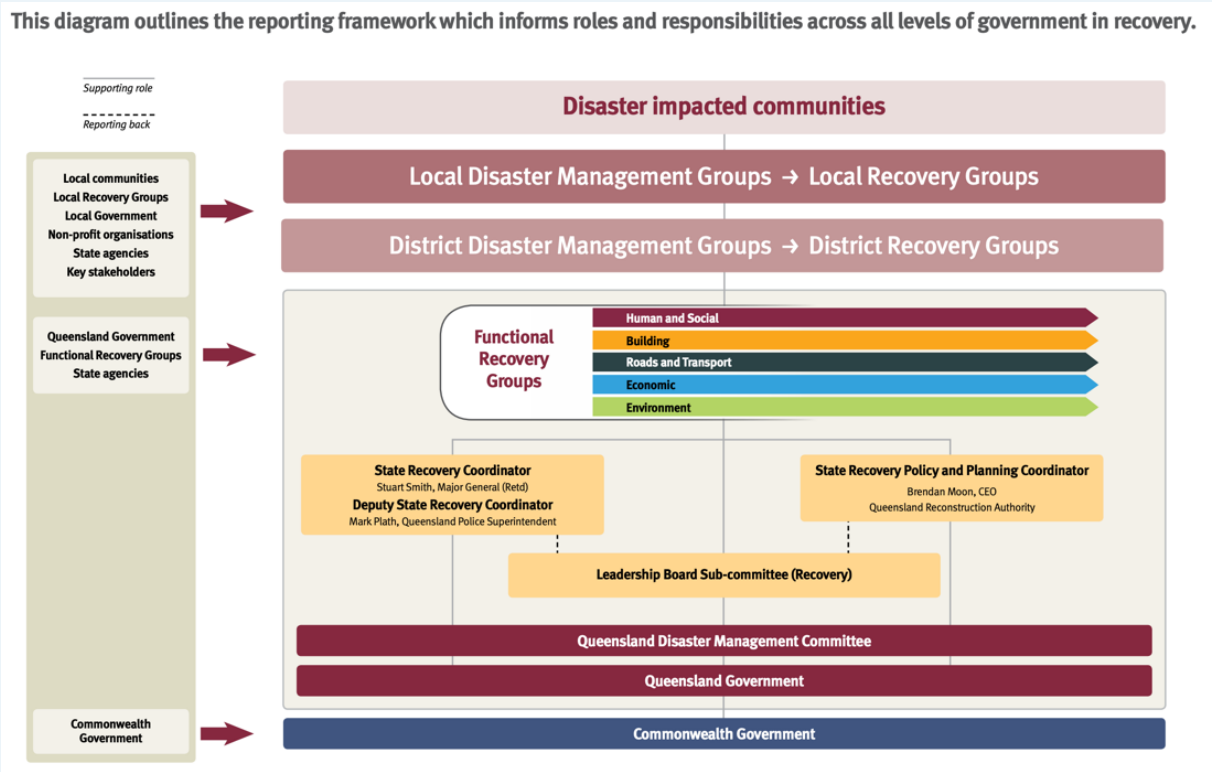 This diagram outlines the reporting framework which informs roles and responsibilities across all levels of government in recovery.
Supporting role
Reporting back
Local communities
Local Recovery Groups
Local Government
Non-profit organisations
State agencies
Key stakeholders
Queensland Government
Functional Recovery Groups
State agencies
Commonwealth
Government
Disaster impacted communities
Local Disaster Management Groups → Local Recovery Groups
District Disaster Management Groups → District Recovery Groups
Functional
Recovery
Groups
Human and Social
Building
Roads and Transport
Economic
Environment
State Recovery Coordinator
Stuart Smith, Major General (Retd)
Deputy State Recovery Coordinator
Mark Plath, Queensland Police Superintendent
State Recovery Policy and Planning Coordinator
Brendan Moon, CEO
Queensland Reconstruction Authority
Leadership Board Sub-committee (Recovery)
Queensland Disaster Management Committee
Queensland Government
Commonwealth Government